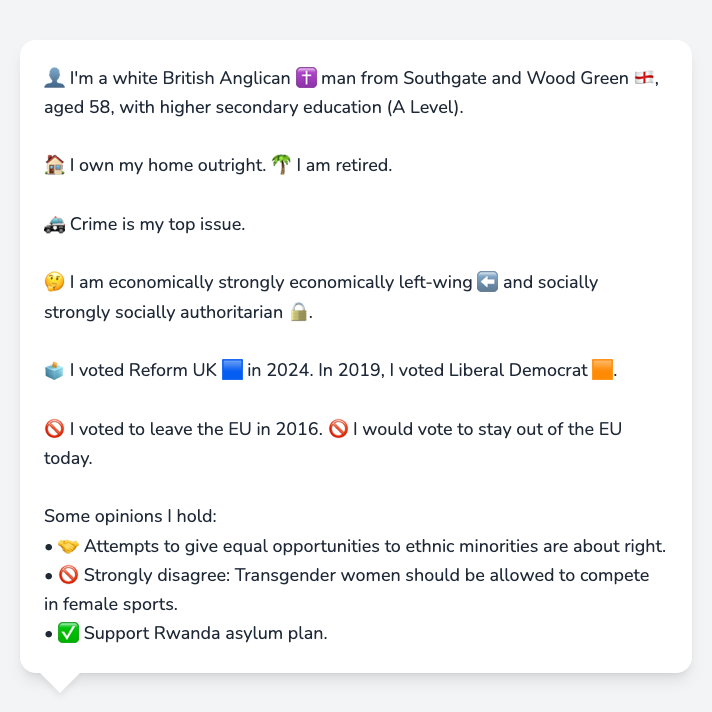 👤 I'm a white British Anglican ✝️ man from Southgate and Wood Green 🏴󠁧󠁢󠁥󠁮󠁧󠁿,
aged 58, with higher secondary education (A Level).
🏠 I own my home outright. 🌴 I am retired.
🚓 Crime is my top issue.
🤔 I am economically strongly economically left-wing ⬅️ and socially
strongly socially authoritarian 🔒.
🗳️ I voted Reform UK 🟦 in 2024. In 2019, I voted Liberal Democrat 🟧.
🚫 I voted to leave the EU in 2016. 🚫 I would vote to stay out of the EU
today.
Some opinions I hold:
• 🤝 Attempts to give equal opportunities to ethnic minorities are about right.
• 🚫 Strongly disagree: Transgender women should be allowed to compete
in female sports.
• ✅ Support Rwanda asylum plan.